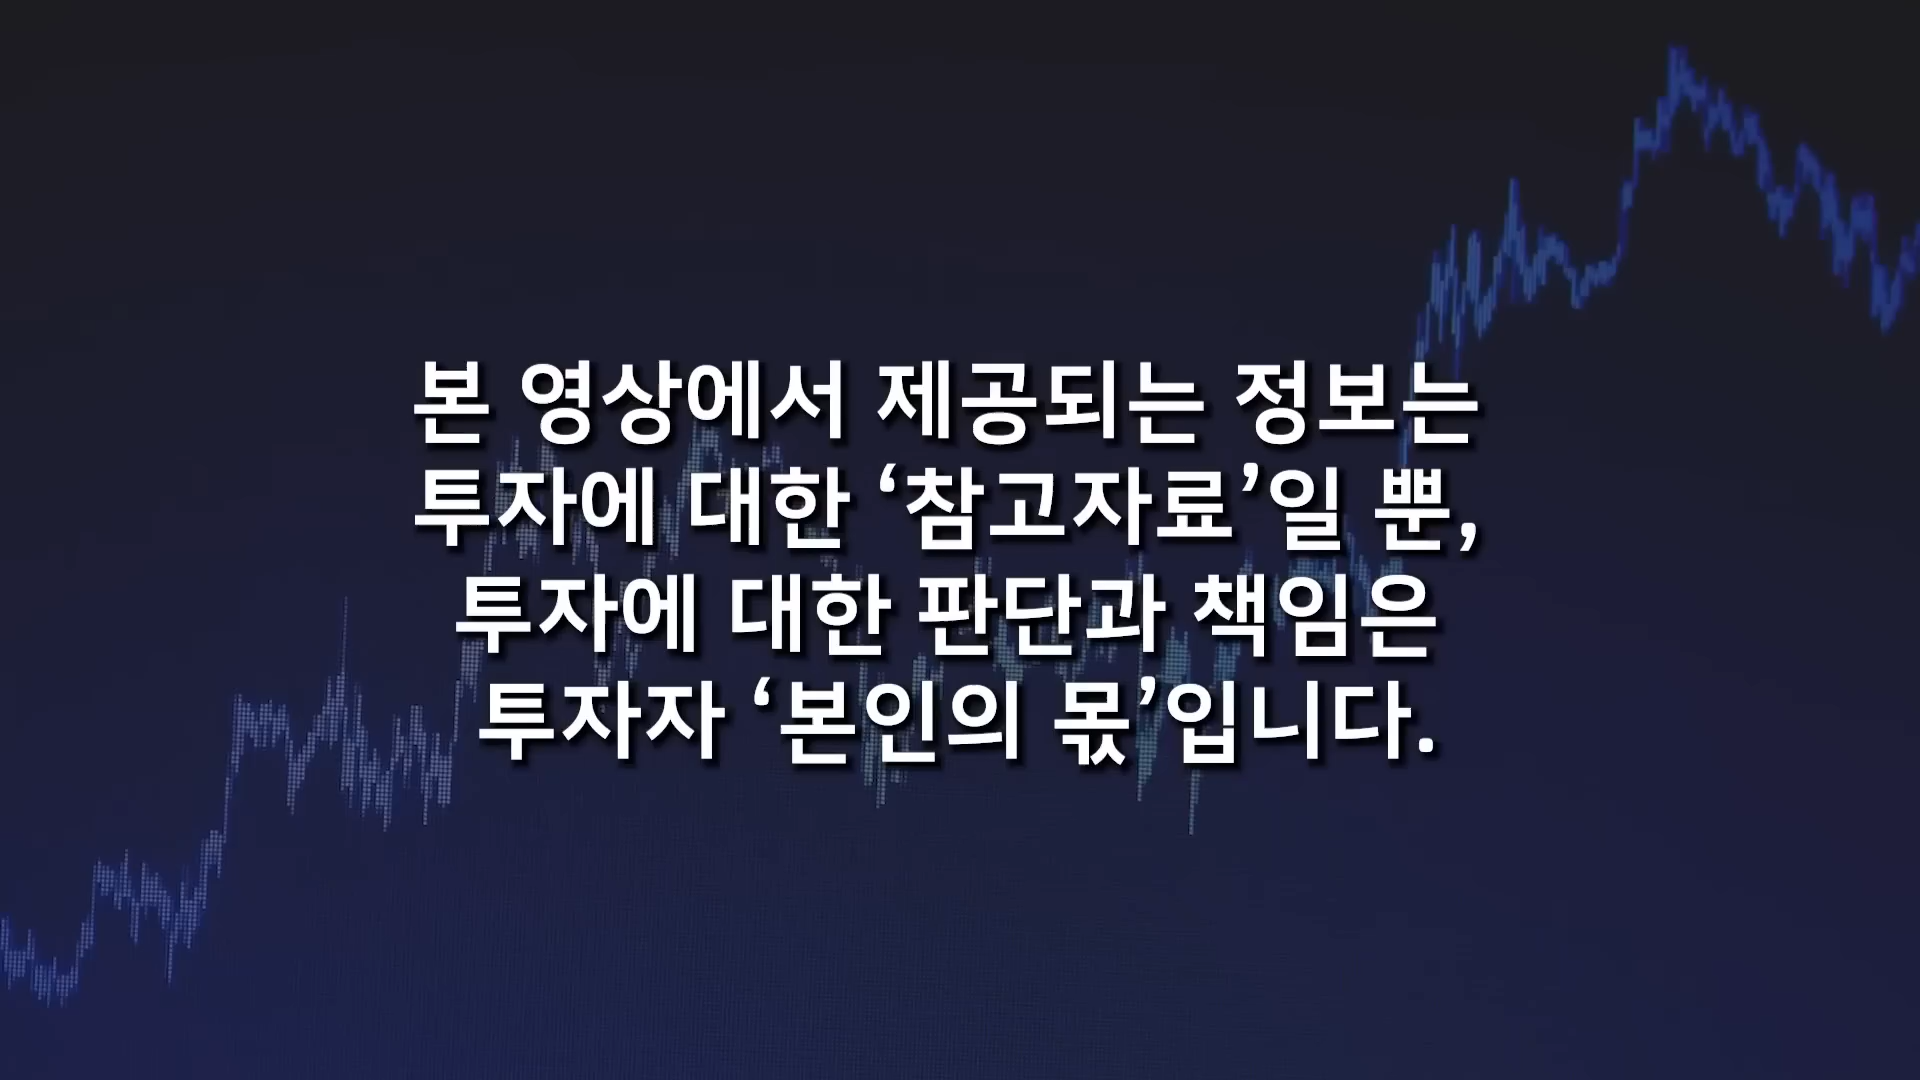 본 영상에서 제공되는 정보는
투자에 대한 ‘참고자료’일 뿐,
투자에 대한 판단과 책임은
투자자 ‘본인의 몫’입니다.